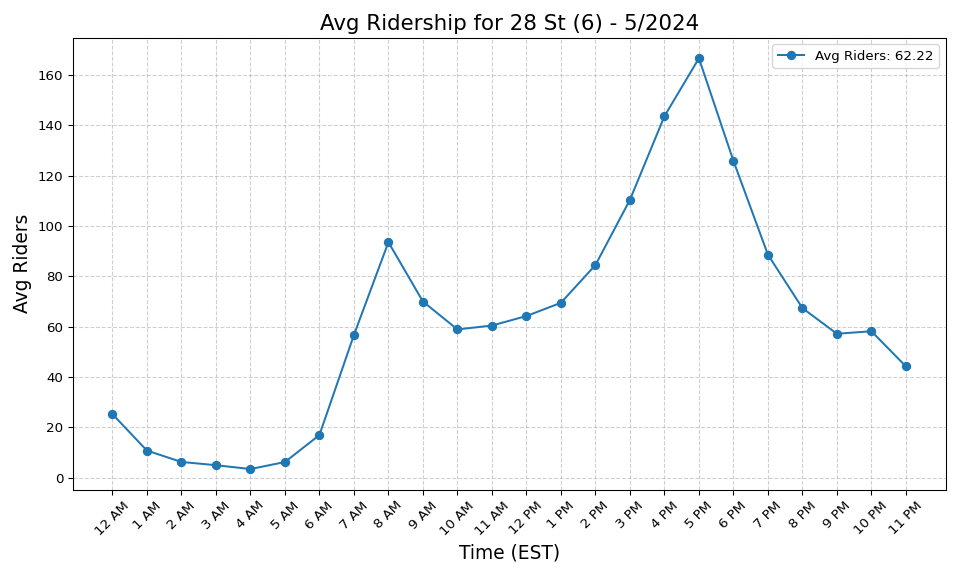 Avg Ridership for 28 St (6) - 5/2024
Avg Riders: 62.22
Avg Riders
160
140
120
100
80
60
40
20
0
12 AM 1 AM 2 AM 3 AM 4 AM 5 AM 6 AM 7 AM 8 AM 9 AM 10 AM 11 AM 12 PM 1 PM 2 PM 3 PM 4 PM 5 PM 6 PM 7 PM 8 PM 9 PM 10 PM 11 PM
Time (EST)